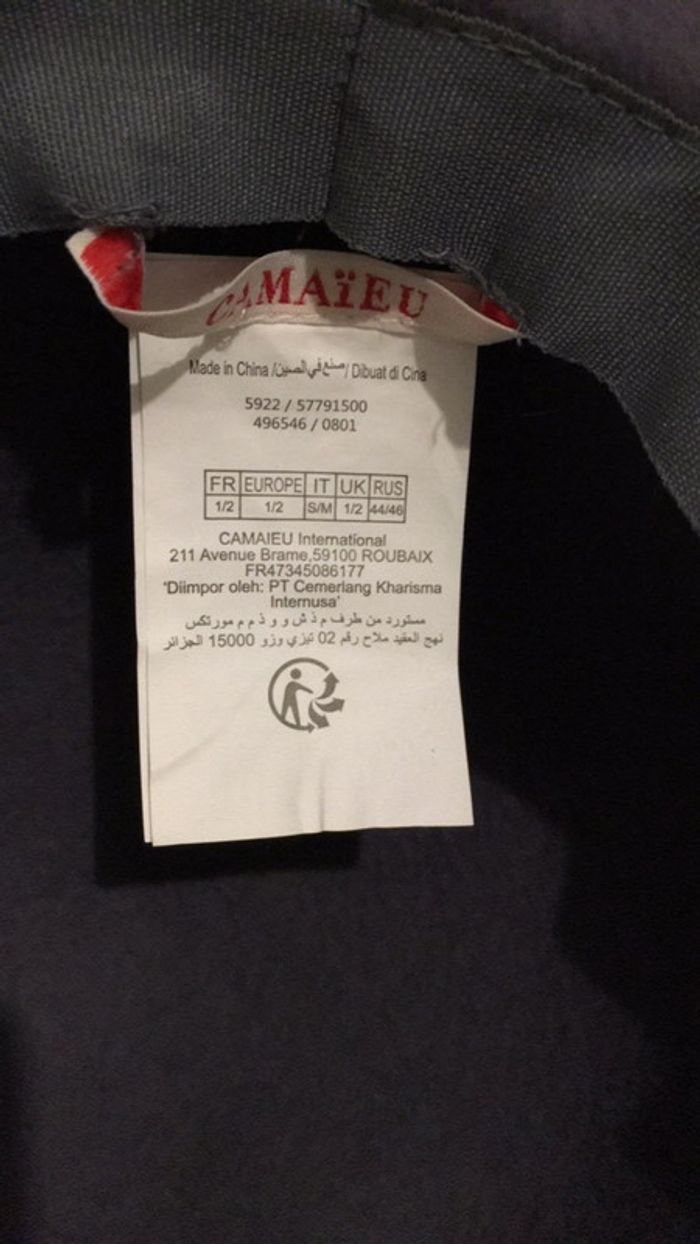 CAMAïEU
Made in China /صنع في الصين/ Dibuat di Cina
5922 / 57791500
496546 / 0801
FR EUROPE IT UK RUS
1/2 1/2 S/M 1/2 44/46
CAMAIEU International
211 Avenue Brame,59100 ROUBAIX
FR47345086177
'Diimpor oleh: PT Cemerlang Kharisma
Internusa'
مستورد من طرف م ذ ش و و ذ م م مورتكس
نهج العقيد ملاح رقم 02 تيزي وزو 15000 الجزائر